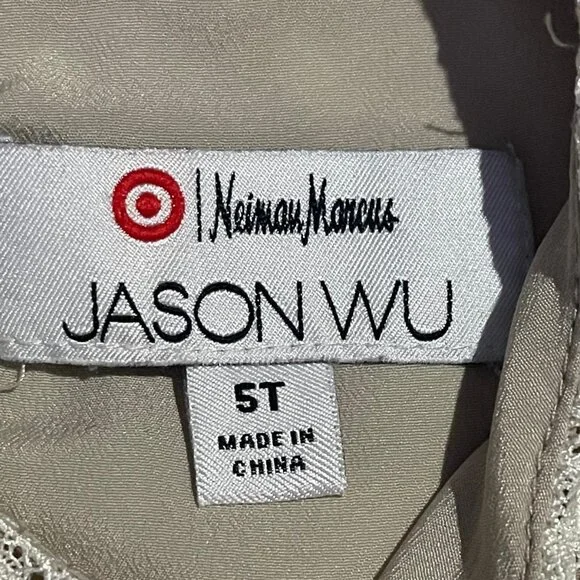 | Neiman Marcus
JASON WU
5T
MADE IN
CHINA